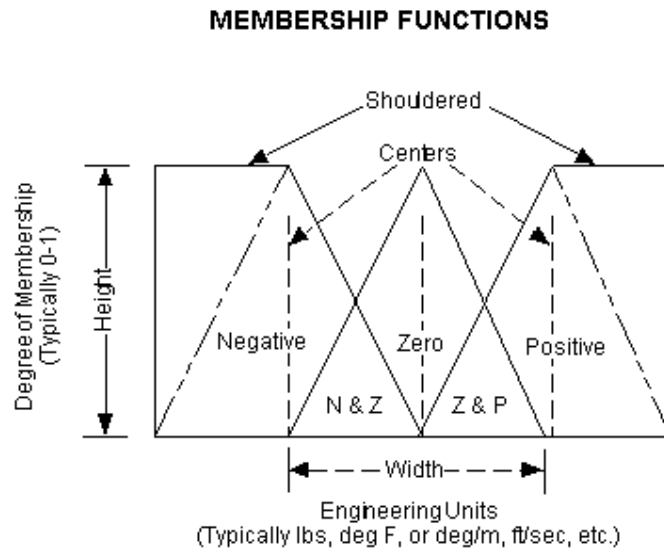 MEMBERSHIP FUNCTIONS
Shouldered
Centers
Degree of Membership
(Typically 0-1)
Height
Negative
Zero
Positive
N & Z
Z & P
Width
Engineering Units
(Typically lbs, deg F, or deg/m, ft/sec, etc.)